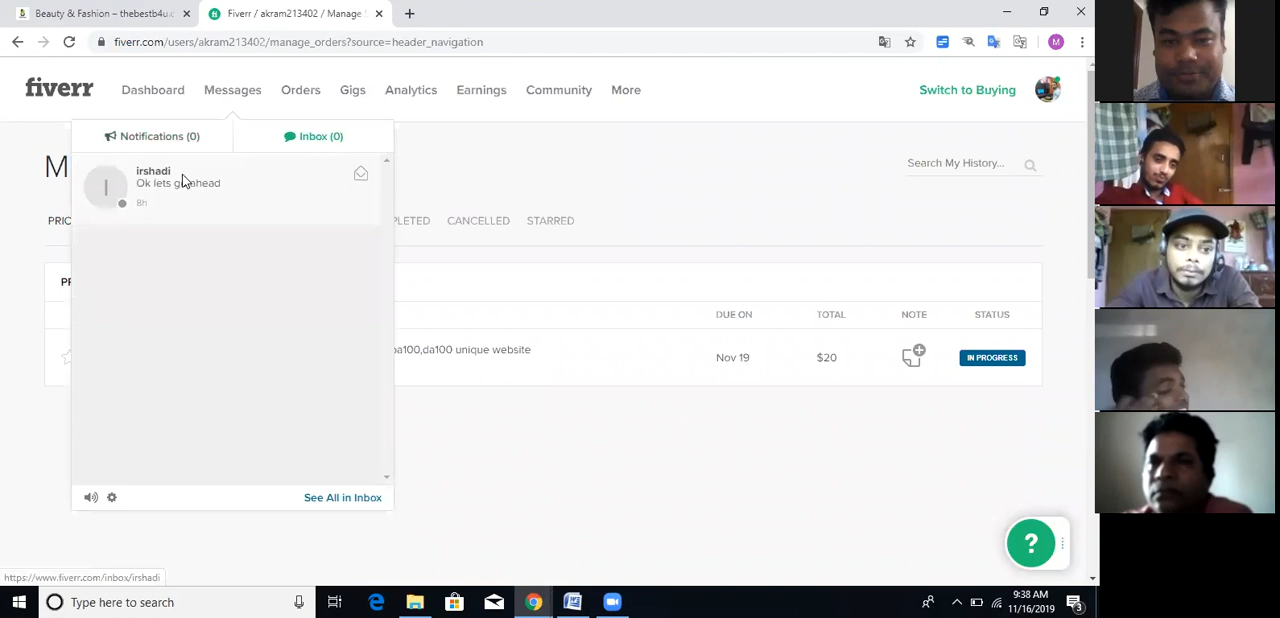 Beauty & Fashion – thebestb4u.c
Fiverr / akram213402 / Manage
fiverr.com/users/akram213402/manage_orders?source=header_navigation
M
fiverr
Dashboard
Messages
Gigs
Orders
Analytics
Earnings
Community
More
Switch to Buying
Notifications (0)
Inbox (0)
M
irshadi
Ok lets go ahead
8h
Search My History...
PRIO
PLETED
CANCELLED
STARRED
PR
DUE ON
TOTAL
NOTE
STATUS
pa100,da100 unique website
Nov 19
$20
IN PROGRESS
See All in Inbox
?
https://www.fiverr.com/inbox/irshadi
Type here to search
9:38 AM
11/16/2019
3